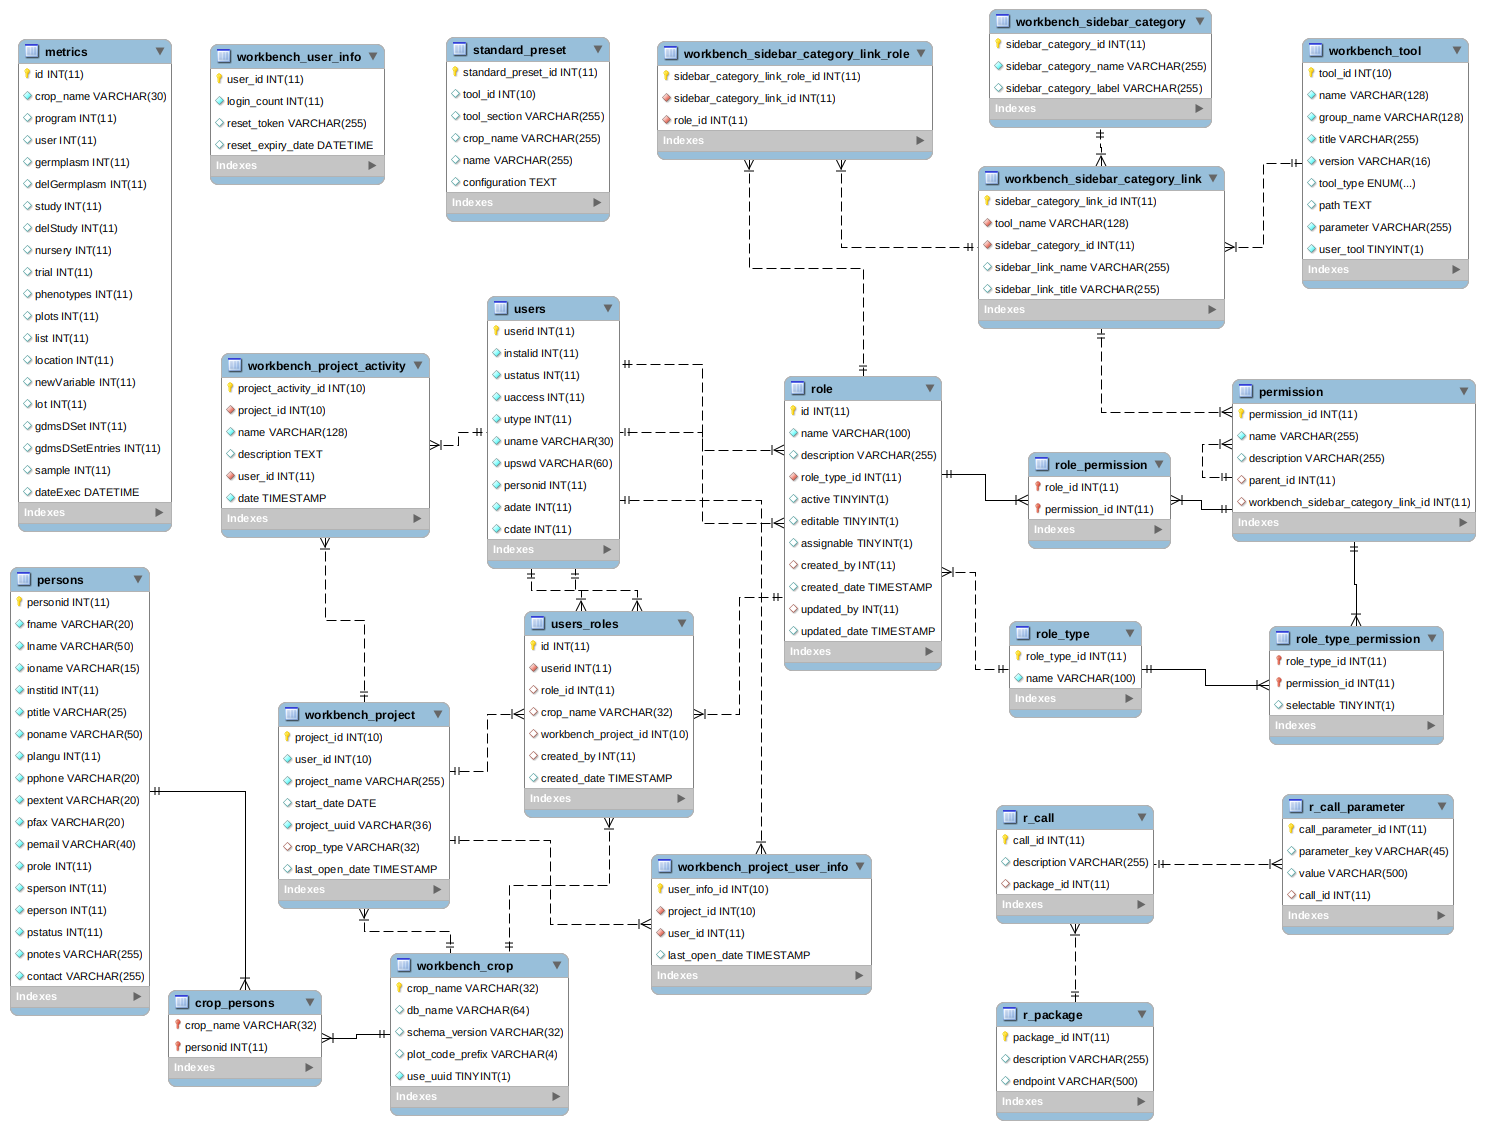 metrics
id INT(11)
crop_name VARCHAR(30)
program INT(11)
user INT(11)
germplasm INT(11)
delGermplasm INT(11)
study INT(11)
delStudy INT(11)
nursery INT(11)
trial INT(11)
phenotypes INT(11)
plots INT(11)
list INT(11)
location INT(11)
newVariable INT(11)
lot INT(11)
gdmsDSet INT(11)
gdmsDSetEntries INT(11)
sample INT(11)
dateExec DATETIME
Indexes
workbench_user_info
user_id INT(11)
login_count INT(11)
reset_token VARCHAR(255)
reset_expiry_date DATETIME
Indexes
standard_preset
standard_preset_id INT(11)
tool_id INT(10)
tool_section VARCHAR(255)
crop_name VARCHAR(255)
name VARCHAR(255)
configuration TEXT
Indexes
workbench_sidebar_category_link_role
sidebar_category_link_role_id INT(11)
sidebar_category_link_id INT(11)
role_id INT(11)
Indexes
workbench_sidebar_category
sidebar_category_id INT(11)
sidebar_category_name VARCHAR(255)
sidebar_category_label VARCHAR(255)
Indexes
workbench_tool
tool_id INT(10)
name VARCHAR(128)
group_name VARCHAR(128)
title VARCHAR(255)
version VARCHAR(16)
tool_type ENUM(...)
path TEXT
parameter VARCHAR(255)
user_tool TINYINT(1)
Indexes
workbench_sidebar_category_link
sidebar_category_link_id INT(11)
tool_name VARCHAR(128)
sidebar_category_id INT(11)
sidebar_link_name VARCHAR(255)
sidebar_link_title VARCHAR(255)
Indexes
users
userid INT(11)
instalid INT(11)
ustatus INT(11)
uaccess INT(11)
utype INT(11)
uname VARCHAR(30)
upswd VARCHAR(60)
personid INT(11)
adate INT(11)
cdate INT(11)
Indexes
workbench_project_activity
project_activity_id INT(10)
project_id INT(10)
name VARCHAR(128)
description TEXT
user_id INT(11)
date TIMESTAMP
Indexes
role
id INT(11)
name VARCHAR(100)
description VARCHAR(255)
role_type_id INT(11)
active TINYINT(1)
editable TINYINT(1)
assignable TINYINT(1)
created_by INT(11)
created_date TIMESTAMP
updated_by INT(11)
updated_date TIMESTAMP
Indexes
permission
permission_id INT(11)
name VARCHAR(255)
description VARCHAR(255)
parent_id INT(11)
workbench_sidebar_category_link_id INT(11)
Indexes
role_permission
role_id INT(11)
permission_id INT(11)
Indexes
persons
personid INT(11)
fname VARCHAR(20)
lname VARCHAR(50)
ioname VARCHAR(15)
institid INT(11)
ptitle VARCHAR(25)
poname VARCHAR(50)
plangu INT(11)
pphone VARCHAR(20)
pextent VARCHAR(20)
pfax VARCHAR(20)
pemail VARCHAR(40)
prole INT(11)
sperson INT(11)
eperson INT(11)
pstatus INT(11)
pnotes VARCHAR(255)
contact VARCHAR(255)
Indexes
users_roles
id INT(11)
userid INT(11)
role_id INT(11)
crop_name VARCHAR(32)
workbench_project_id INT(10)
created_by INT(11)
created_date TIMESTAMP
Indexes
role_type
role_type_id INT(11)
name VARCHAR(100)
Indexes
role_type_permission
role_type_id INT(11)
permission_id INT(11)
selectable TINYINT(1)
Indexes
workbench_project
project_id INT(10)
user_id INT(10)
project_name VARCHAR(255)
start_date DATE
project_uuid VARCHAR(36)
crop_type VARCHAR(32)
last_open_date TIMESTAMP
Indexes
workbench_project_user_info
user_info_id INT(10)
project_id INT(10)
user_id INT(11)
last_open_date TIMESTAMP
Indexes
r_call
call_id INT(11)
description VARCHAR(255)
package_id INT(11)
Indexes
r_call_parameter
call_parameter_id INT(11)
parameter_key VARCHAR(45)
value VARCHAR(500)
call_id INT(11)
Indexes
crop_persons
crop_name VARCHAR(32)
personid INT(11)
Indexes
workbench_crop
crop_name VARCHAR(32)
db_name VARCHAR(64)
schema_version VARCHAR(32)
plot_code_prefix VARCHAR(4)
use_uuid TINYINT(1)
Indexes
r_package
package_id INT(11)
description VARCHAR(255)
endpoint VARCHAR(500)
Indexes